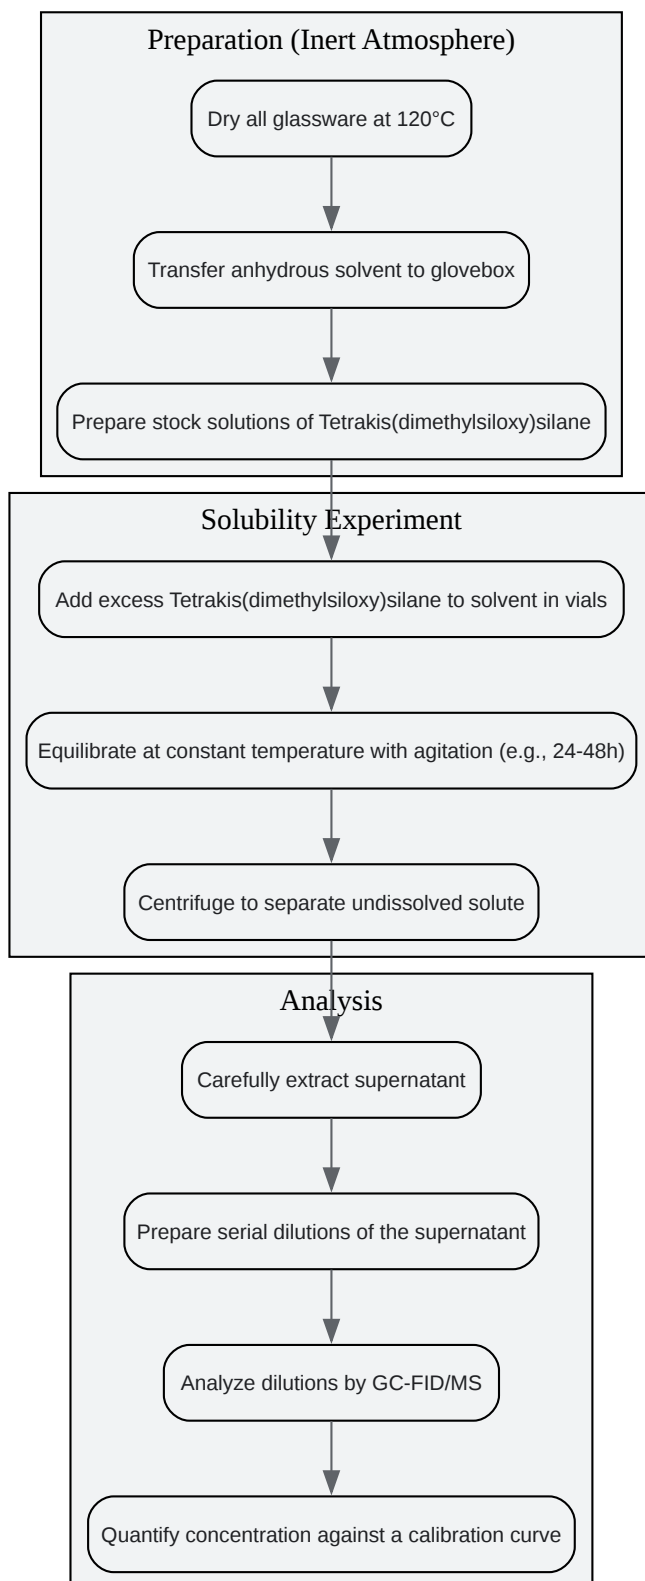 Preparation (Inert Atmosphere)
Dry all glassware at 120°C
Transfer anhydrous solvent to glovebox
Prepare stock solutions of Tetrakis(dimethylsiloxy)silane
Solubility Experiment
Add excess Tetrakis(dimethylsiloxy)silane to solvent in vials
Equilibrate at constant temperature with agitation (e.g., 24-48h)
Centrifuge to separate undissolved solute
Analysis
Carefully extract supernatant
Prepare serial dilutions of the supernatant
Analyze dilutions by GC-FID/MS
Quantify concentration against a calibration curve